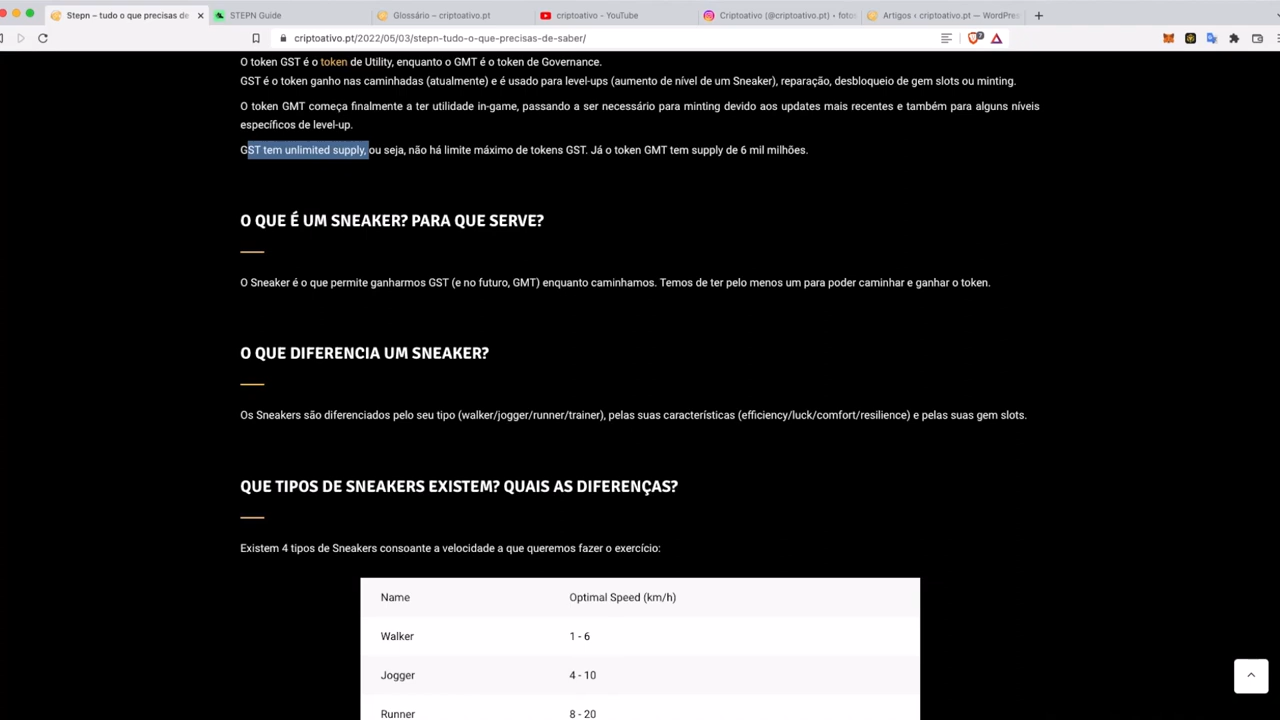 Stepn – tudo o que precisas de
STEPN Guide
Glossário – criptoativo.pt
criptoativo - YouTube
Criptoativo (@criptoativo.pt) • fotos
Artigos ‹ criptoativo.pt — WordPres
criptoativo.pt/2022/05/03/stepn-tudo-o-que-precisas-de-saber/
O token GST é o token de Utility, enquanto o GMT é o token de Governance.
GST é o token ganho nas caminhadas (atualmente) e é usado para level-ups (aumento de nível de um Sneaker), reparação, desbloqueio de gem slots ou minting.
O token GMT começa finalmente a ter utilidade in-game, passando a ser necessário para minting devido aos updates mais recentes e também para alguns níveis
específicos de level-up.
GST tem unlimited supply, ou seja, não há limite máximo de tokens GST. Já o token GMT tem supply de 6 mil milhões.
O QUE É UM SNEAKER? PARA QUE SERVE?
O Sneaker é o que permite ganharmos GST (e no futuro, GMT) enquanto caminhamos. Temos de ter pelo menos um para poder caminhar e ganhar o token.
O QUE DIFERENCIA UM SNEAKER?
Os Sneakers são diferenciados pelo seu tipo (walker/jogger/runner/trainer), pelas suas características (efficiency/luck/comfort/resilience) e pelas suas gem slots.
QUE TIPOS DE SNEAKERS EXISTEM? QUAIS AS DIFERENÇAS?
Existem 4 tipos de Sneakers consoante a velocidade a que queremos fazer o exercício:
Name Optimal Speed (km/h)
Walker 1 - 6
Jogger 4 - 10
Runner 8 - 20